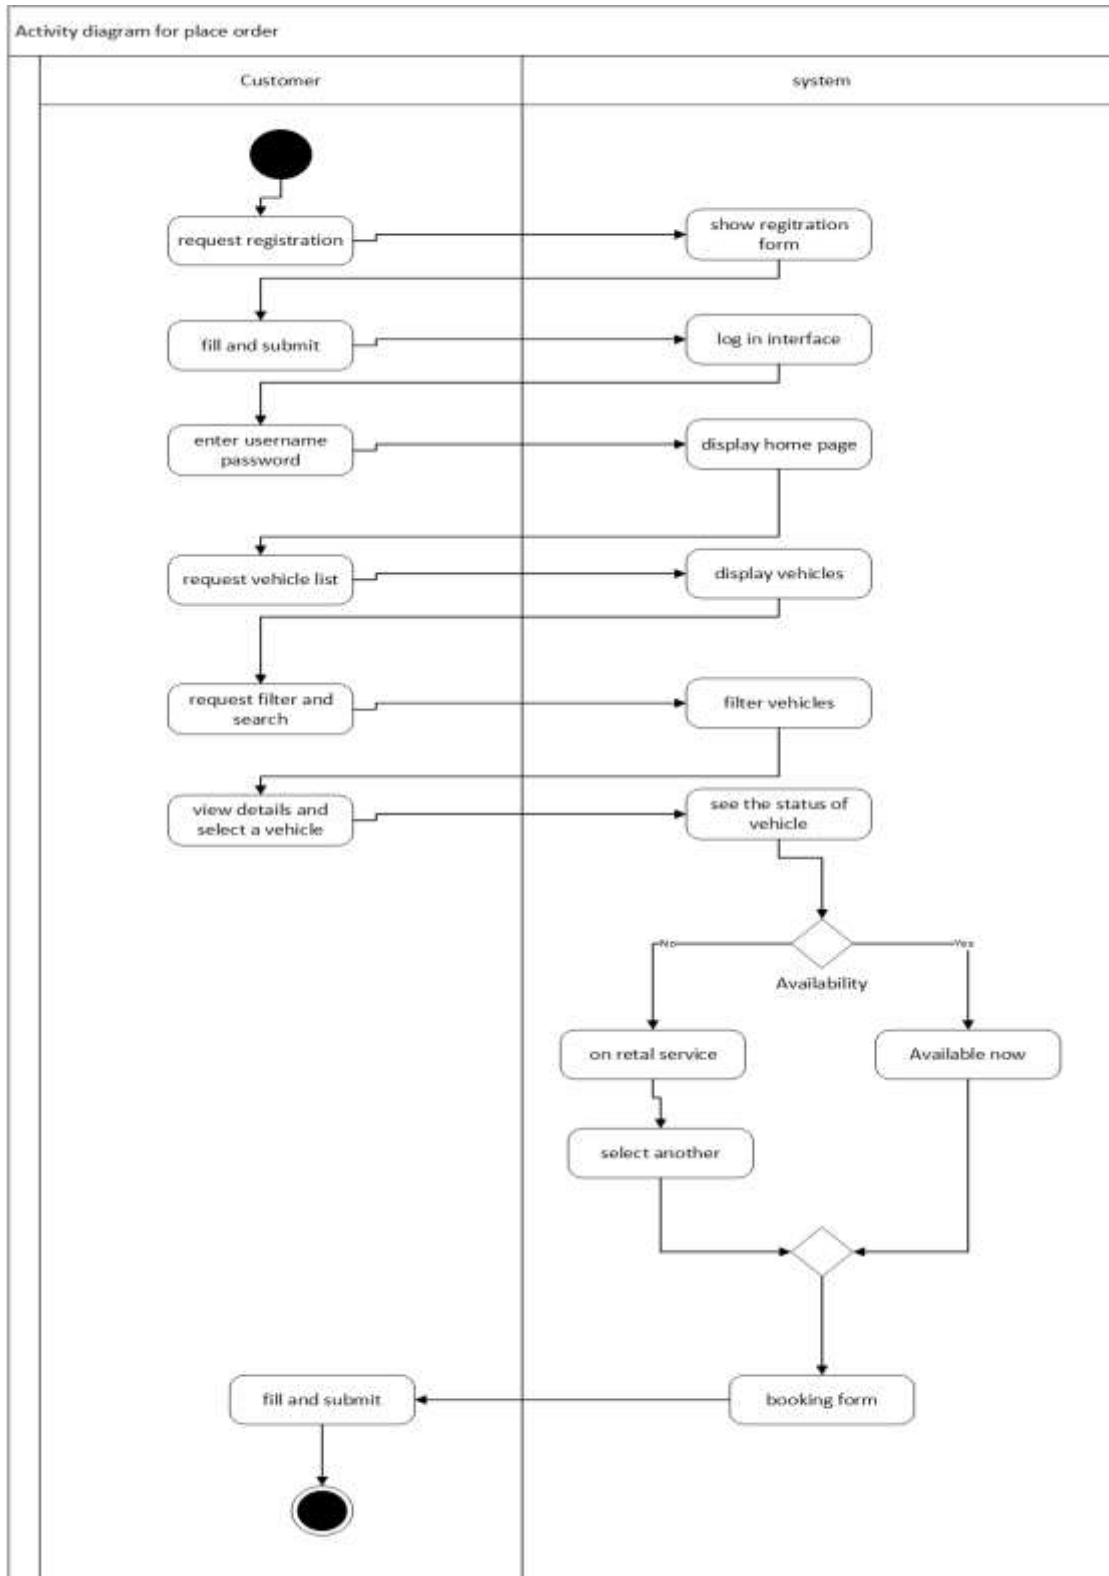 Activity diagram for place order
Customer
system
request registration
show regitration
form
fill and submit
log in interface
enter username
password
display home page
request vehicle list
display vehicles
request filter and
search
filter vehicles
view details and
select a vehicle
see the status of
vehicle
No
Yes
Availability
on retal service
Available now
select another
fill and submit
booking form